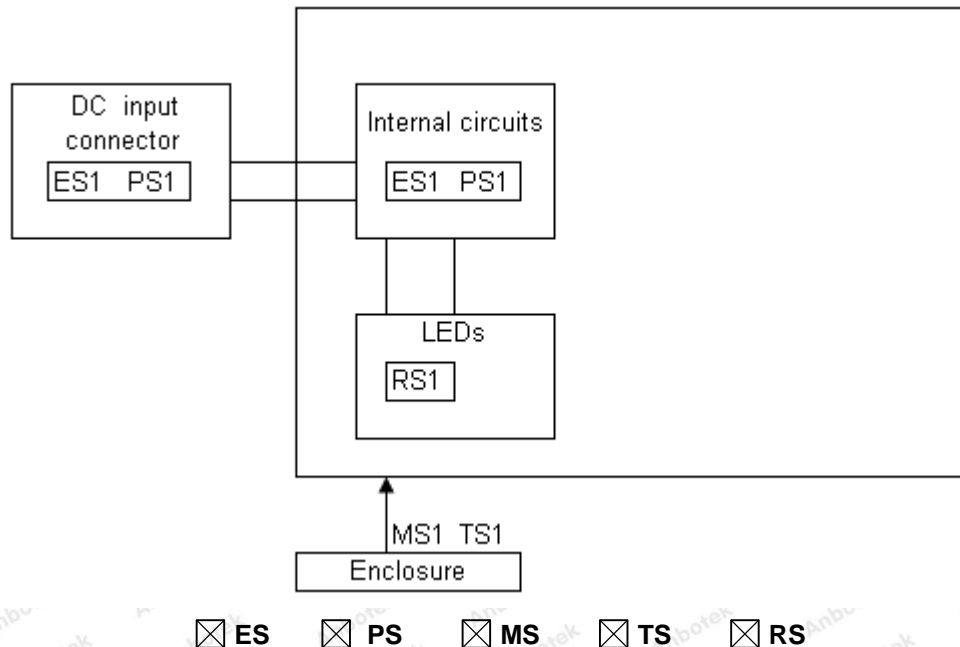 DC input
connector
ES1 PS1
Internal circuits
ES1 PS1
LEDs
RS1
MS1 TS1
Enclosure
☒ ES ☒ PS ☒ MS ☒ TS ☒ RS
Anbotek